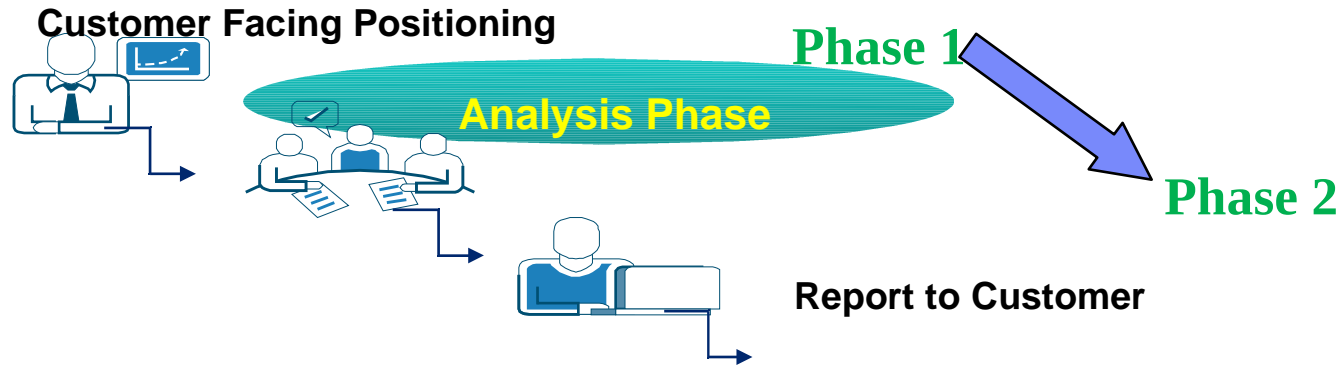 Customer Facing Positioning
Phase 1
Analysis Phase
Phase 2
Report to Customer